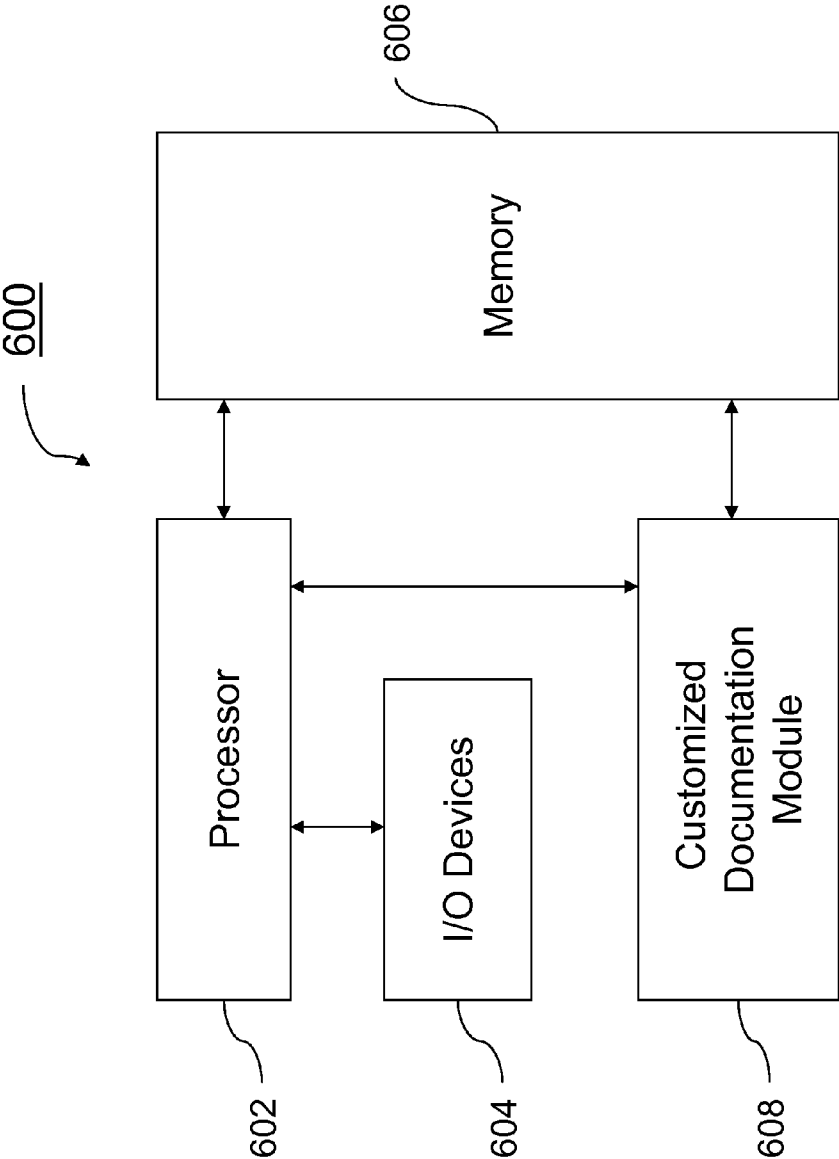 600
Processor
602
I/O Devices
604
Memory
606
Customized
Documentation
Module
608